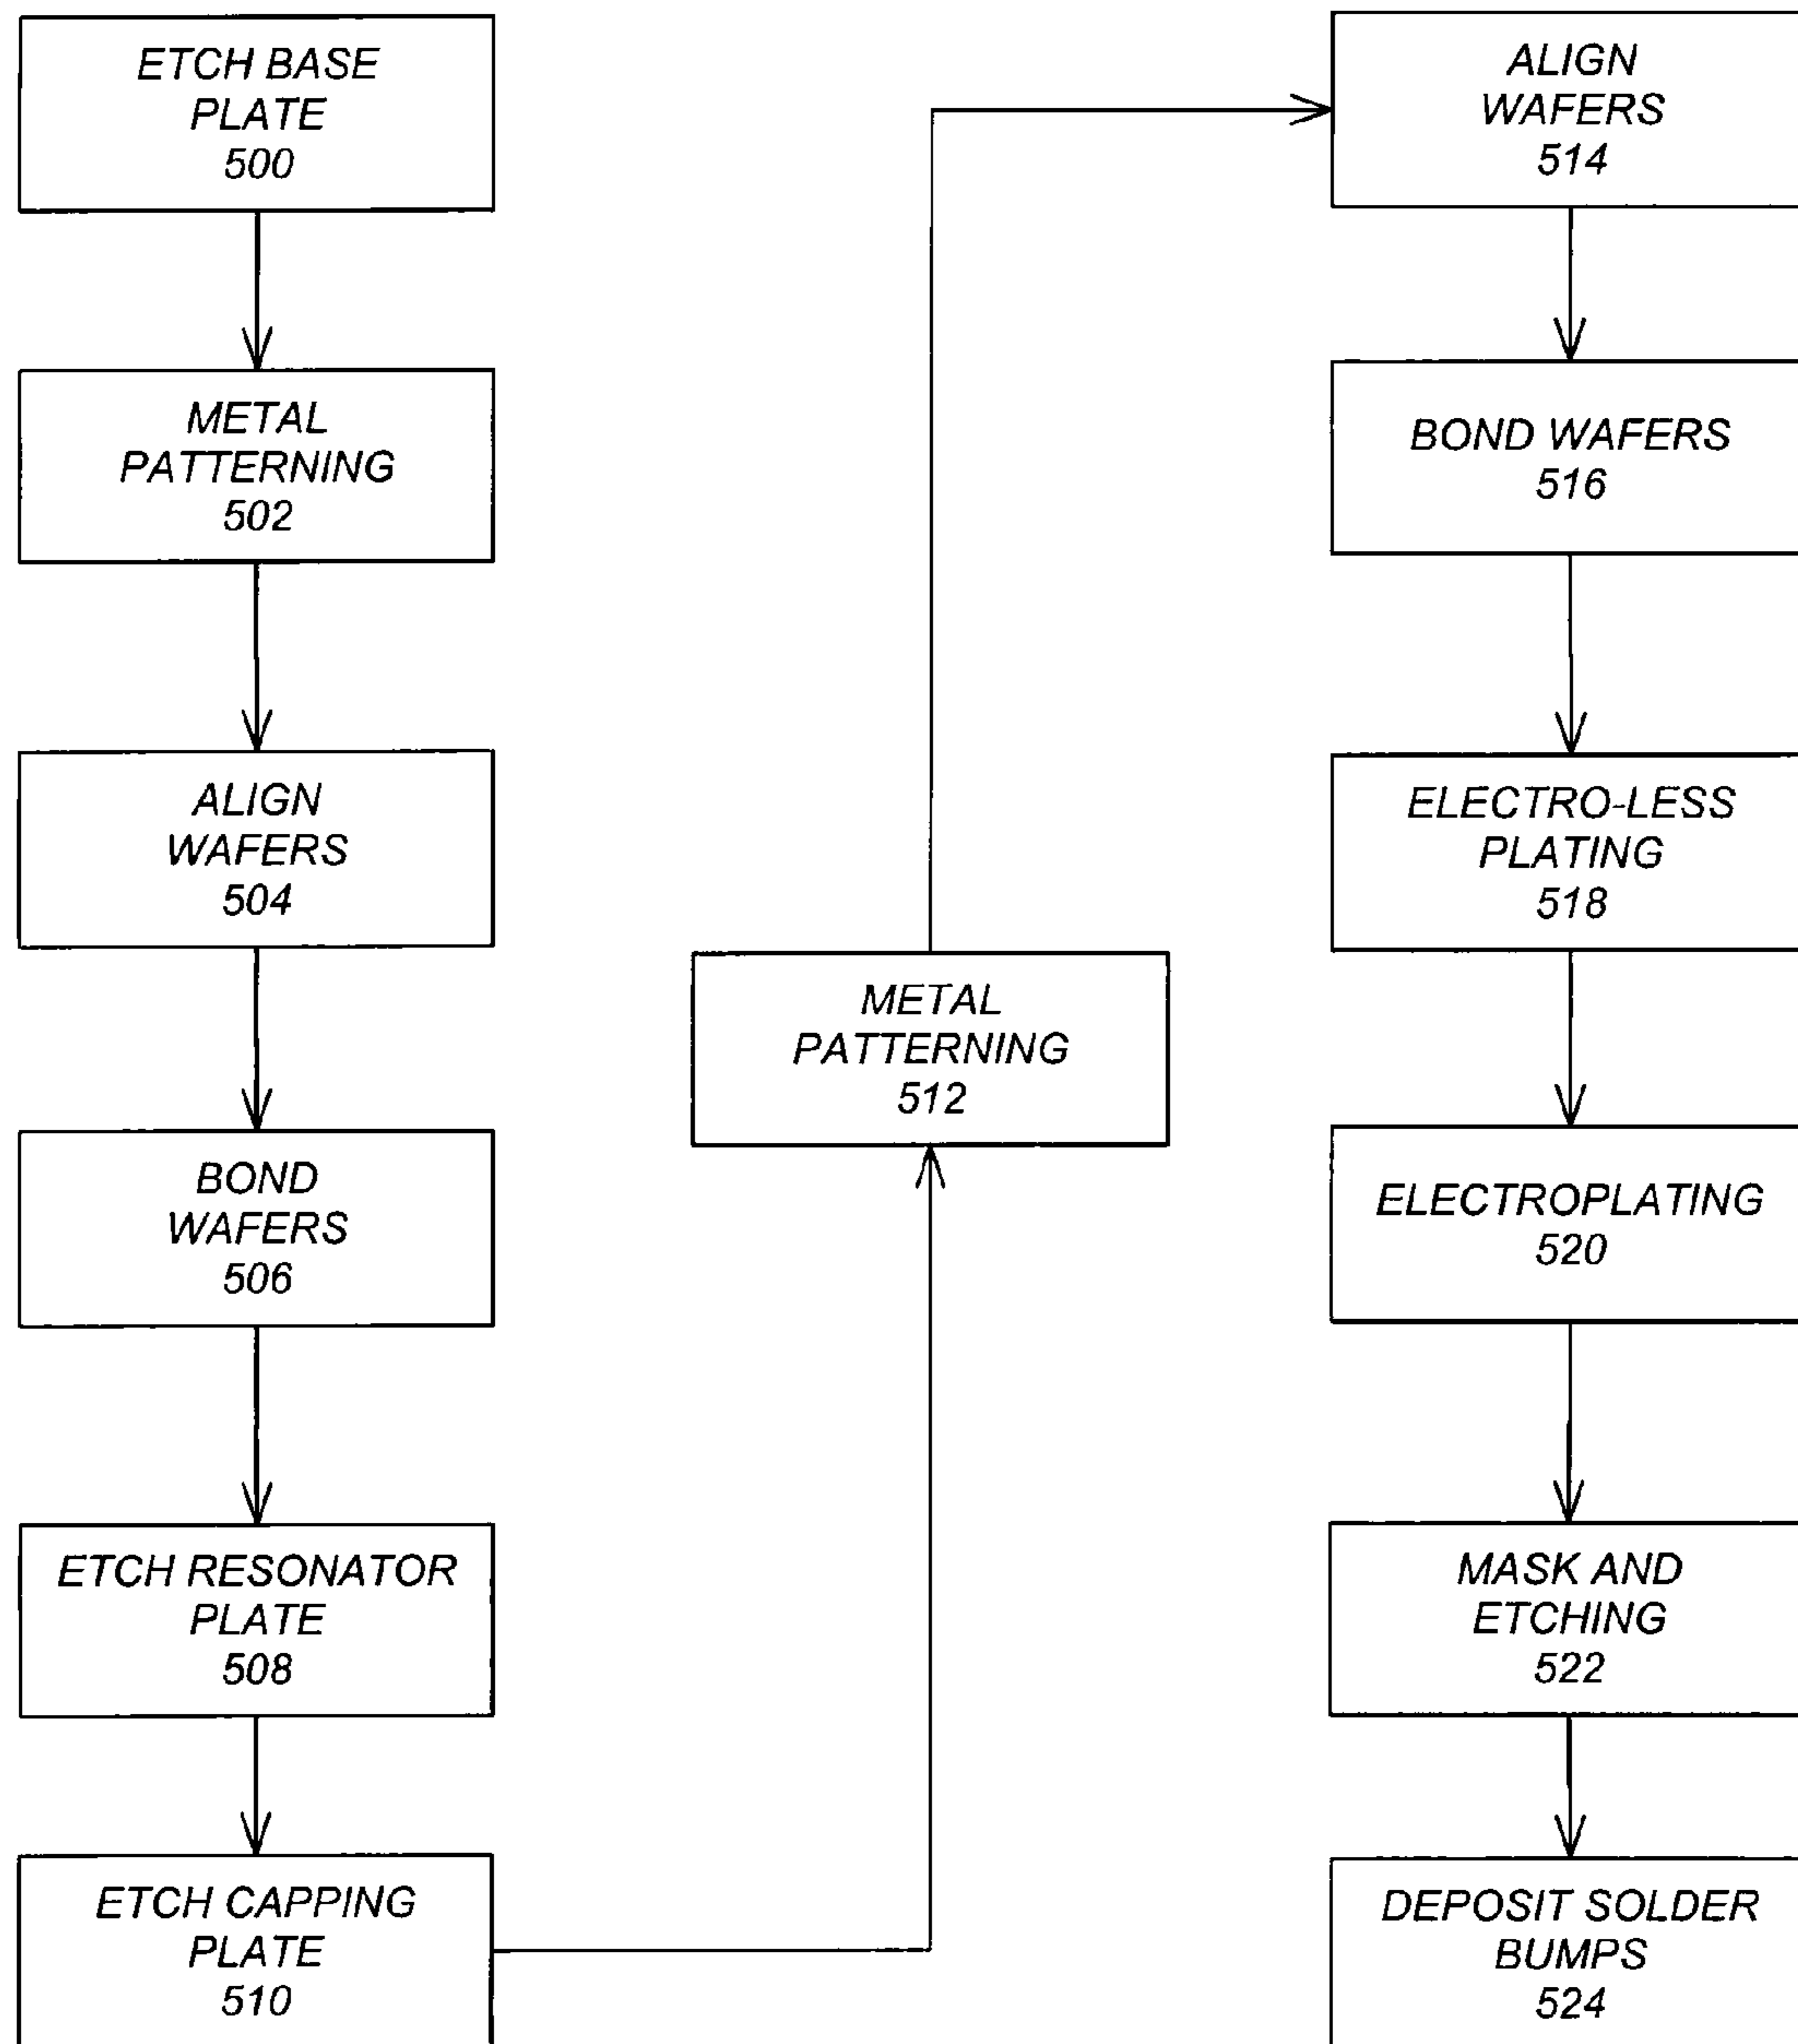 ETCH BASE
PLATE
500
METAL
PATTERNING
502
ALIGN
WAFERS
504
BOND
WAFERS
506
ETCH RESONATOR
PLATE
508
ETCH CAPPING
PLATE
510
METAL
PATTERNING
512
ALIGN
WAFERS
514
BOND WAFERS
516
ELECTRO-LESS
PLATING
518
ELECTROPLATING
520
MASK AND
ETCHING
522
DEPOSIT SOLDER
BUMPS
524